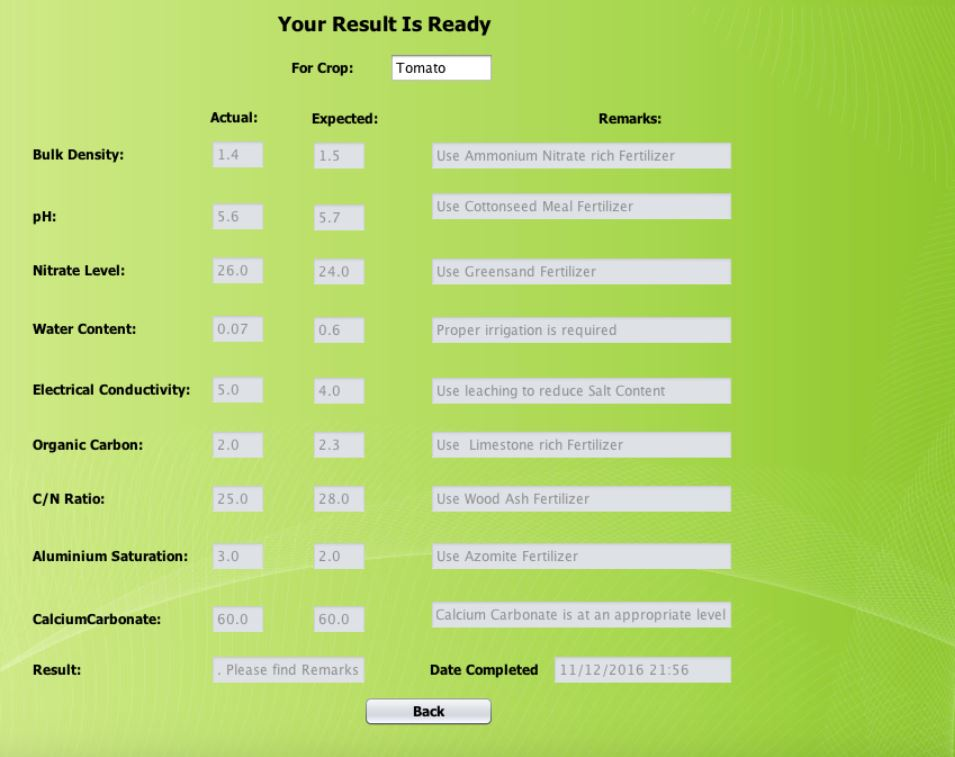 Your Result Is Ready
For Crop: Tomato
Actual: Expected: Remarks:
Bulk Density: 1.4 1.5 Use Ammonium Nitrate rich Fertilizer
pH: 5.6 5.7 Use Cottonseed Meal Fertilizer
Nitrate Level: 26.0 24.0 Use Greensand Fertilizer
Water Content: 0.07 0.6 Proper irrigation is required
Electrical Conductivity: 5.0 4.0 Use leaching to reduce Salt Content
Organic Carbon: 2.0 2.3 Use  Limestone rich Fertilizer
C/N Ratio: 25.0 28.0 Use Wood Ash Fertilizer
Aluminium Saturation: 3.0 2.0 Use Azomite Fertilizer
CalciumCarbonate: 60.0 60.0 Calcium Carbonate is at an appropriate level
Result: . Please find Remarks Date Completed 11/12/2016 21:56
Back